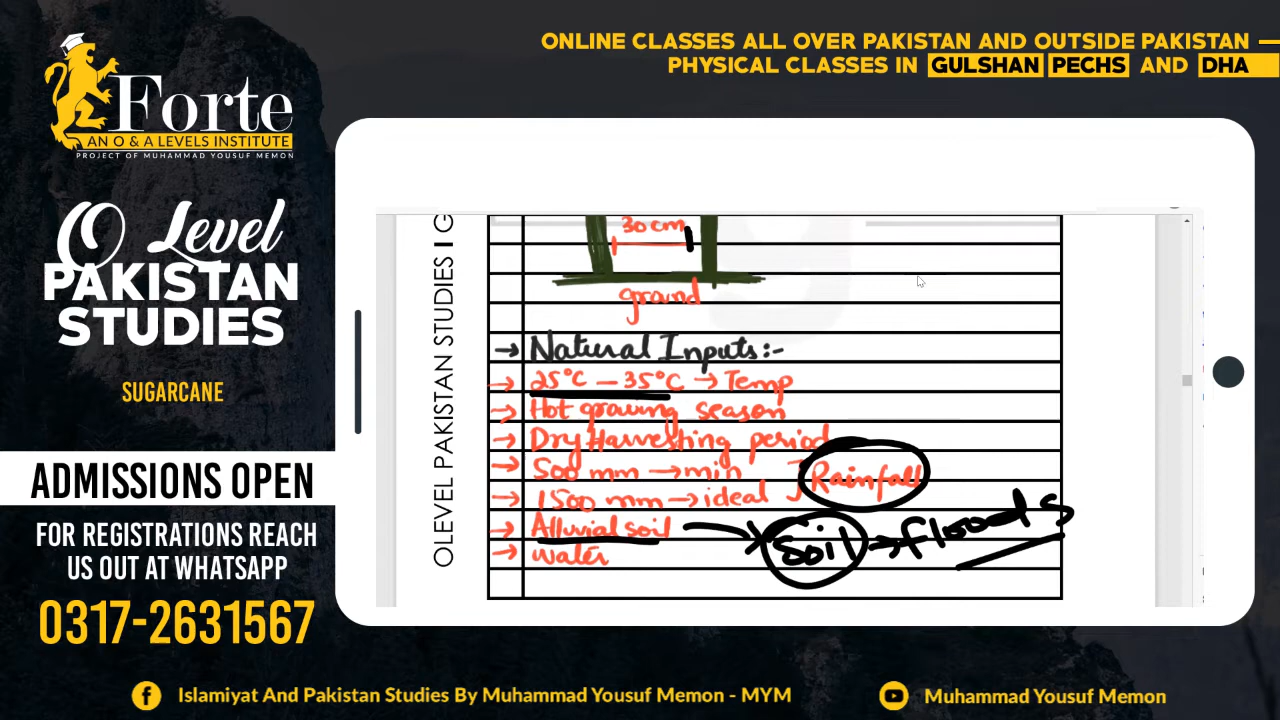 Forte
AN O & A LEVELS INSTITUTE
PROJECT OF MUHAMMAD YOUSUF MEMON
O Level
PAKISTAN
STUDIES
SUGARCANE
ADMISSIONS OPEN
FOR REGISTRATIONS REACH
US OUT AT WHATSAPP
0317-2631567
ONLINE CLASSES ALL OVER PAKISTAN AND OUTSIDE PAKISTAN
PHYSICAL CLASSES IN GULSHAN PECHS AND DHA
OLEVEL PAKISTAN STUDIES I G
30 cm
ground
→ Natural Inputs:-
→ 25°C – 35°C → Temp
→ Hot growing season
→ Dry Harvesting period
→ 500 mm → min
→ 1500 mm → ideal
Rainfall
→ Alluvial soil → Soil → floods
→ water
Islamiyat And Pakistan Studies By Muhammad Yousuf Memon - MYM
Muhammad Yousuf Memon